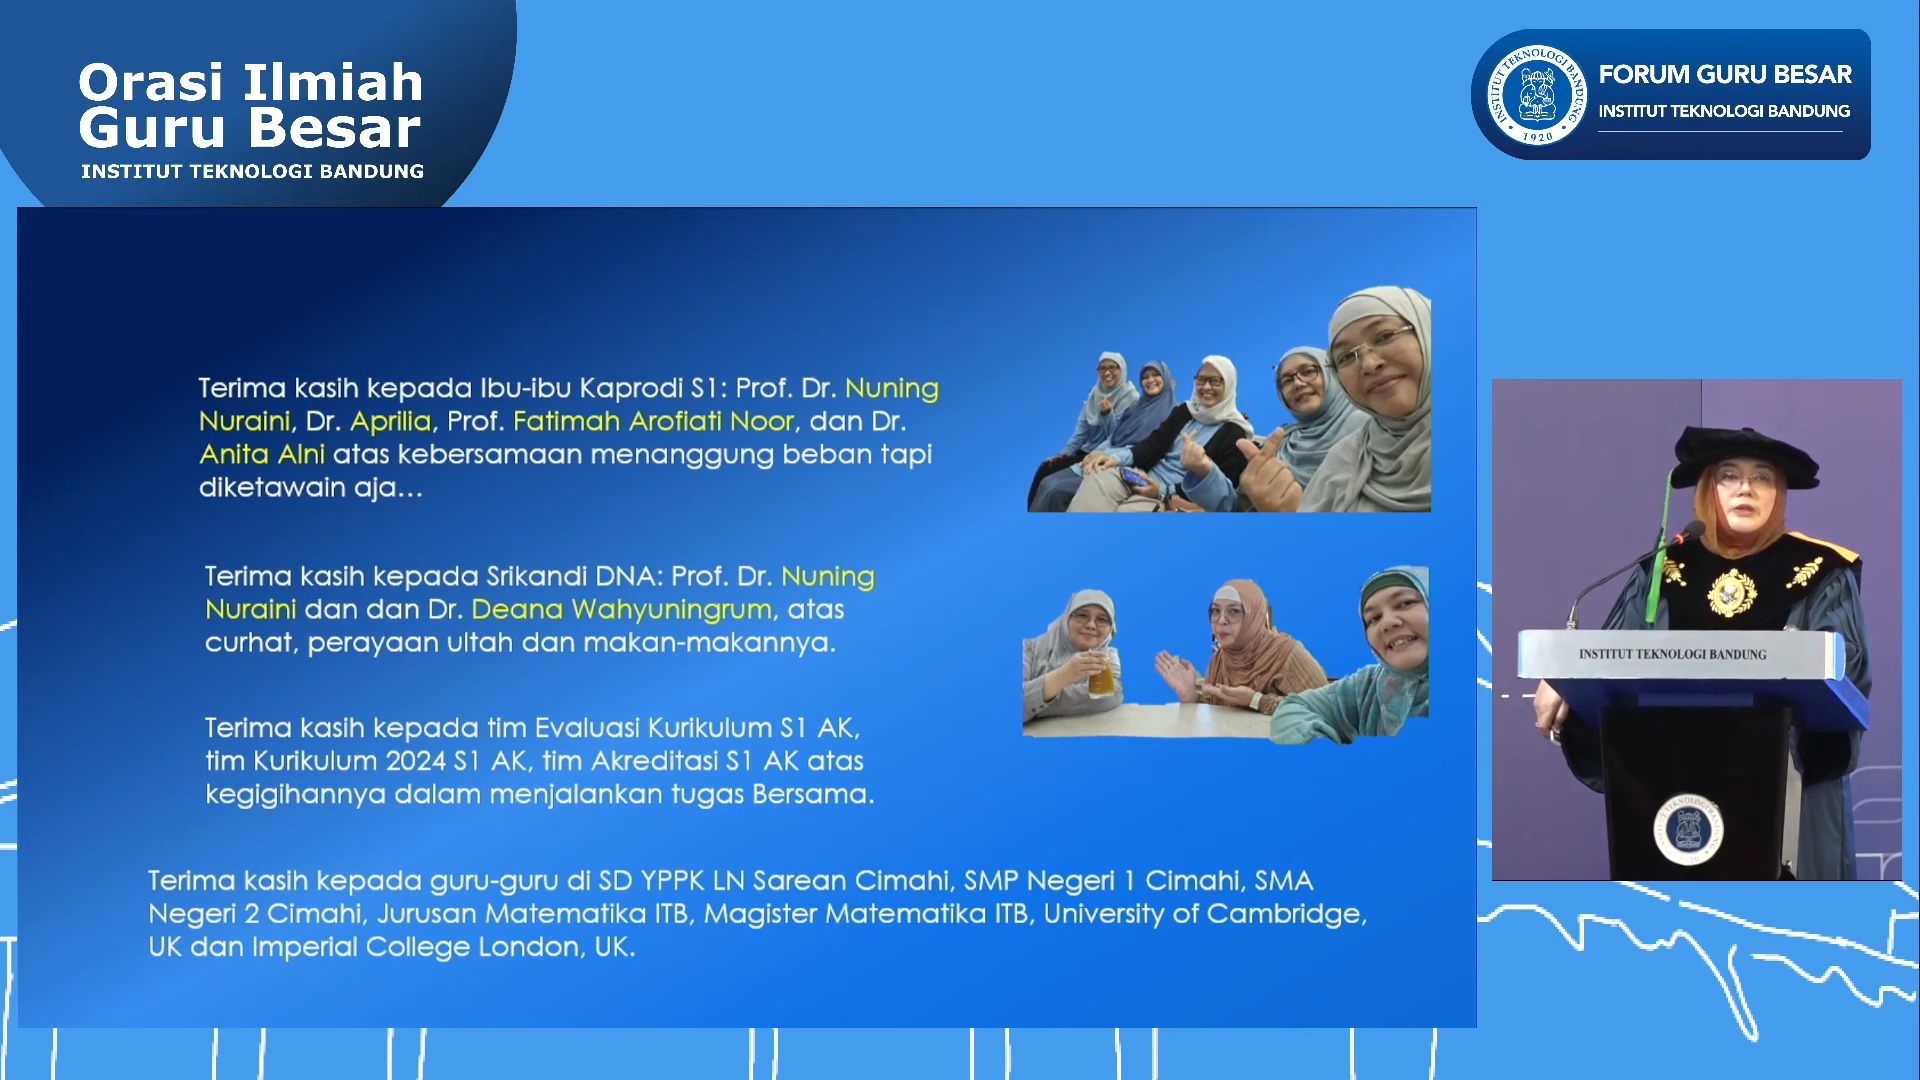 Orasi Ilmiah
Guru Besar
INSTITUT TEKNOLOGI BANDUNG
INSTITUT TEKNOLOGI BANDUNG
1920
FORUM GURU BESAR
INSTITUT TEKNOLOGI BANDUNG
Terima kasih kepada Ibu-ibu Kaprodi S1: Prof. Dr. Nuning
Nuraini, Dr. Aprilia, Prof. Fatimah Arofiati Noor, dan Dr.
Anita Alni atas kebersamaan menanggung beban tapi
diketawain aja...
Terima kasih kepada Srikandi DNA: Prof. Dr. Nuning
Nuraini dan dan Dr. Deana Wahyuningrum, atas
curhat, perayaan ultah dan makan-makannya.
Terima kasih kepada tim Evaluasi Kurikulum S1 AK,
tim Kurikulum 2024 S1 AK, tim Akreditasi S1 AK atas
kegigihannya dalam menjalankan tugas Bersama.
Terima kasih kepada guru-guru di SD YPPK LN Sarean Cimahi, SMP Negeri 1 Cimahi, SMA
Negeri 2 Cimahi, Jurusan Matematika ITB, Magister Matematika ITB, University of Cambridge,
UK dan Imperial College London, UK.
INSTITUT TEKNOLOGI BANDUNG